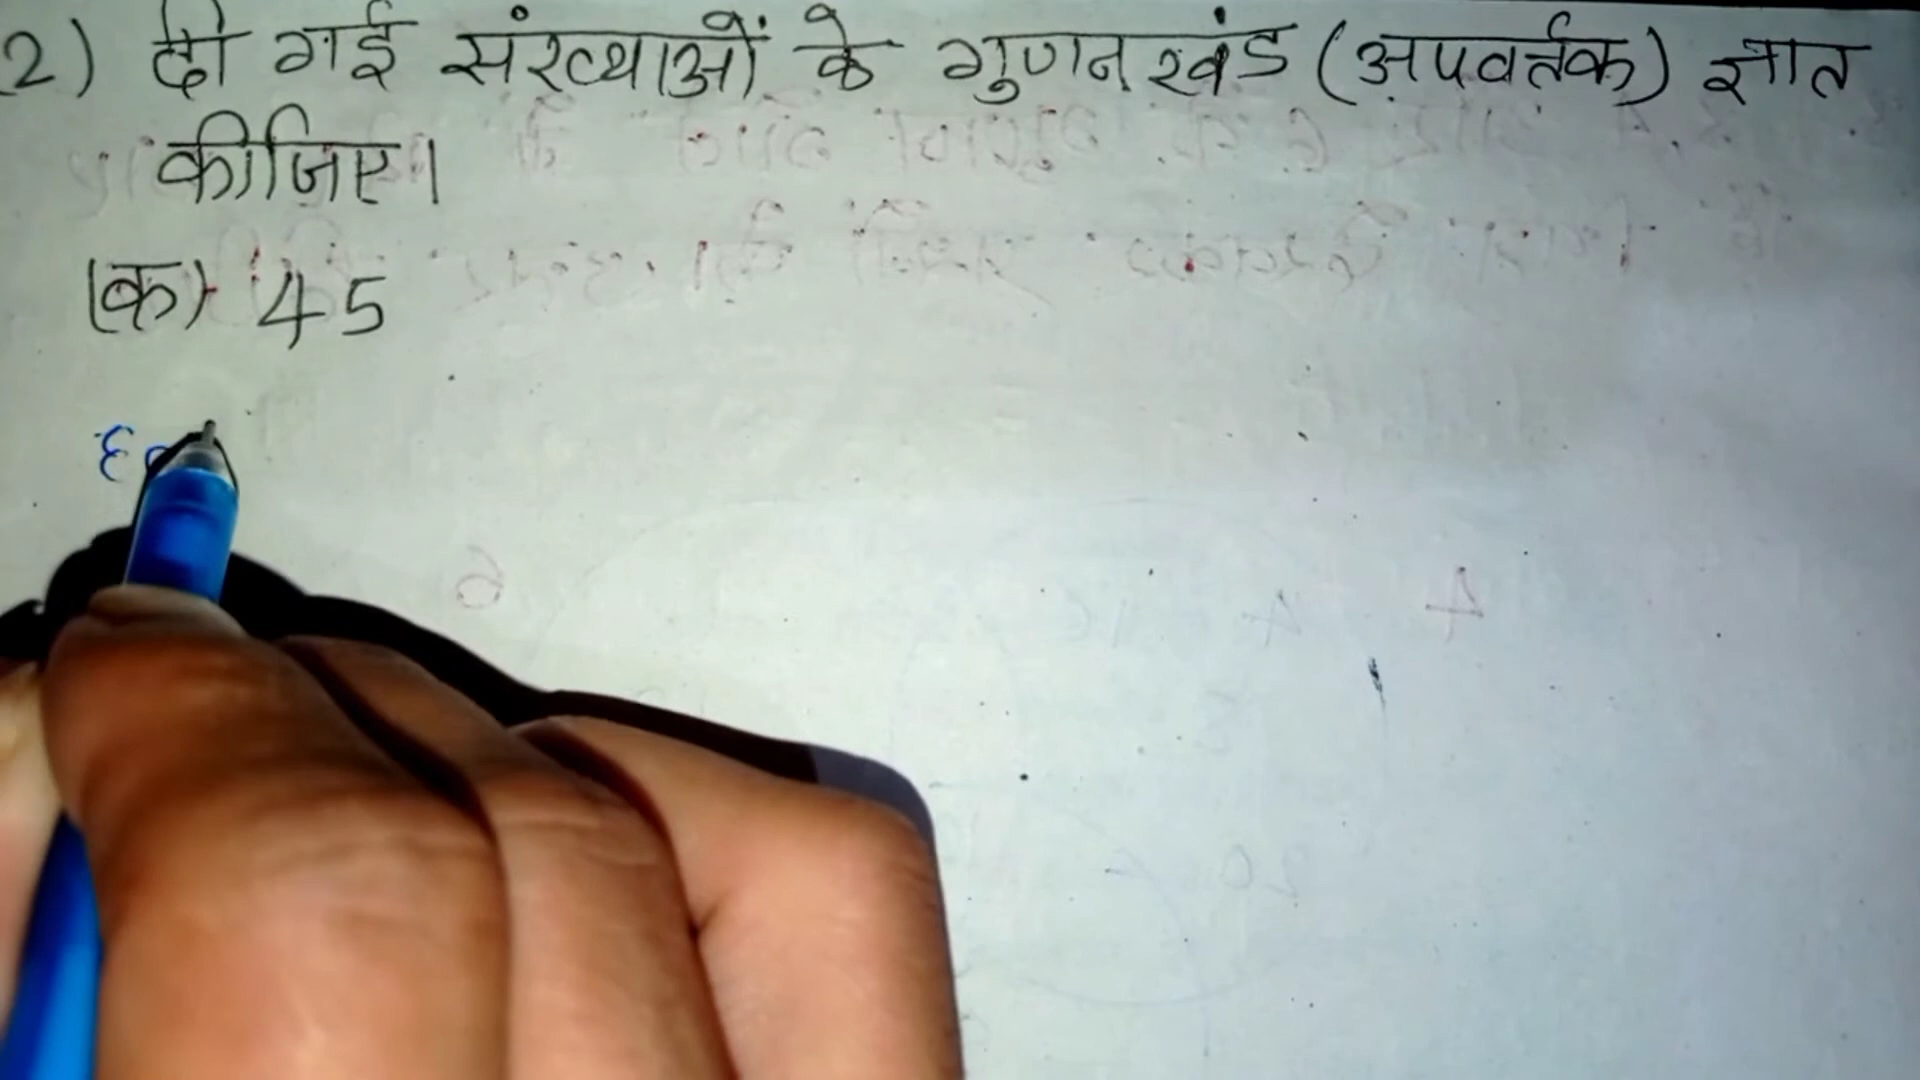 2) दी गई संख्याओं के गुणनखंड (अपवर्तक) ज्ञात
कीजिए।
(क) 45